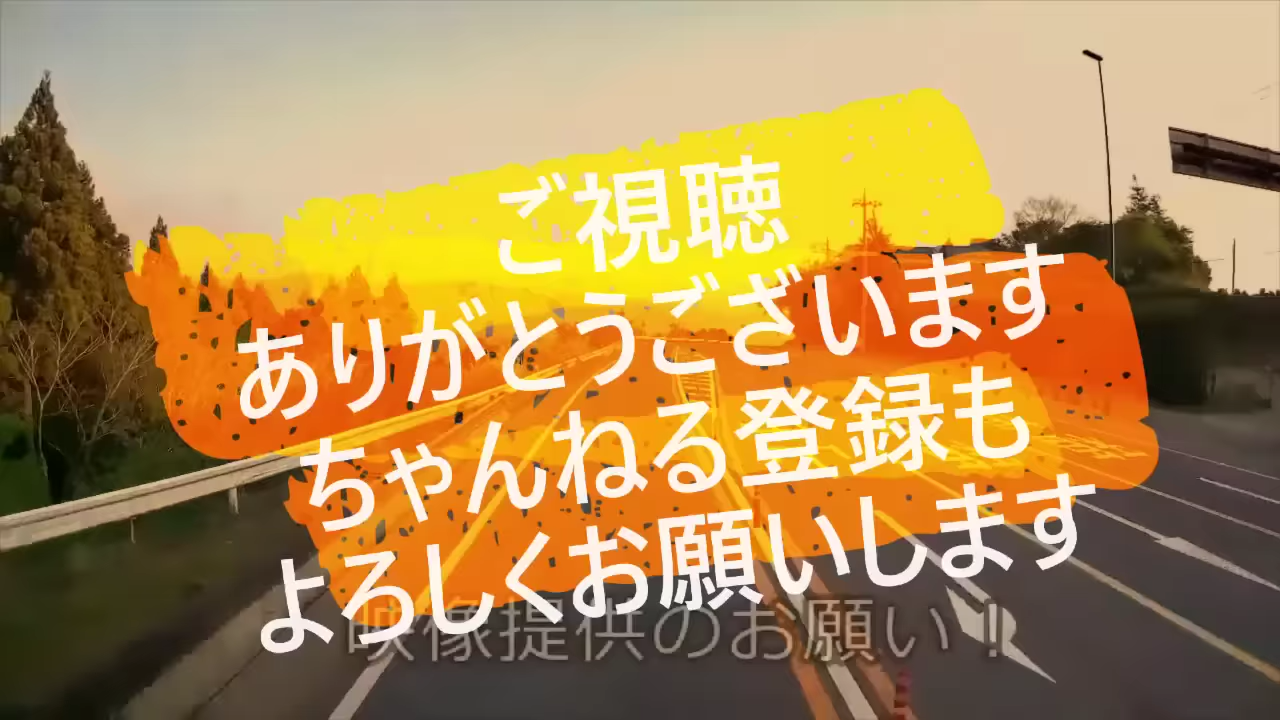 ご視聴
ありがとうございます
ちゃんねる登録も
よろしくお願いします
映像提供のお願い！